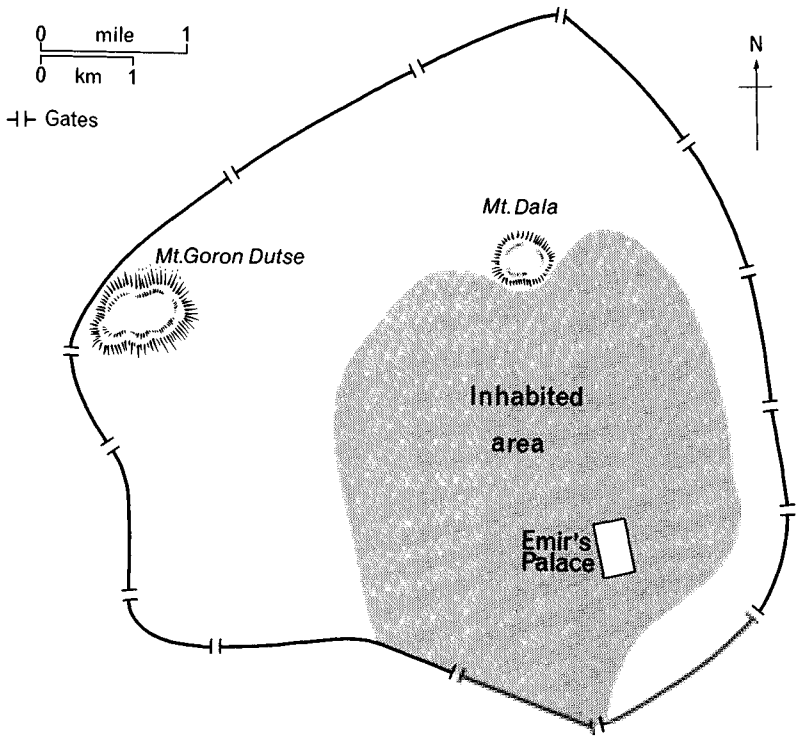 0 mile 1
0 km 1
Gates
N
Mt. Dala
Mt. Goron Dutse
Inhabited
area
Emir's
Palace